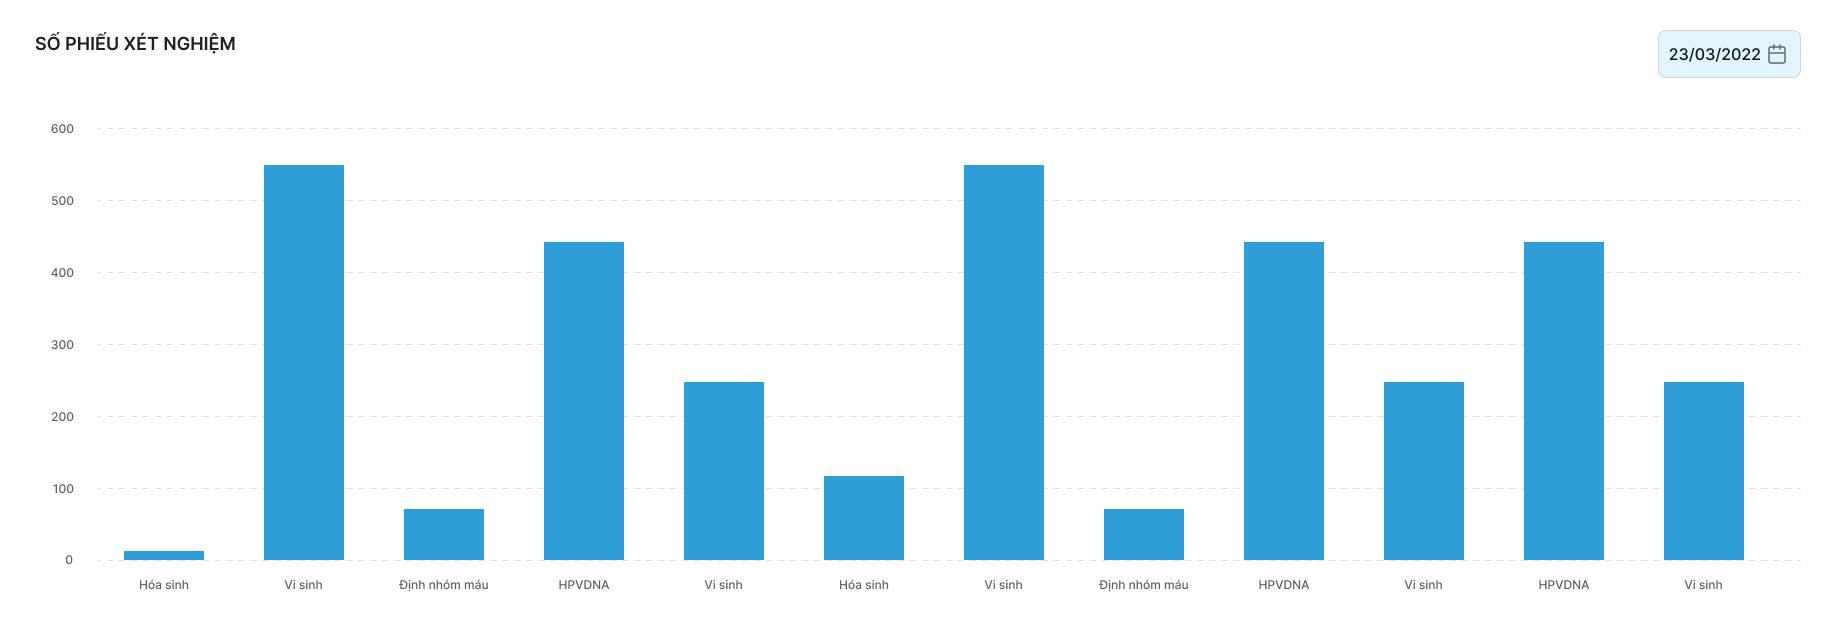 SỐ PHIẾU XÉT NGHIỆM
23/03/2022
600
500
400
300
200
100
0
Hóa sinh
Vi sinh
Định nhóm máu
HPVDNA
Vi sinh
Hóa sinh
Vi sinh
Định nhóm máu
HPVDNA
Vi sinh
HPVDNA
Vi sinh